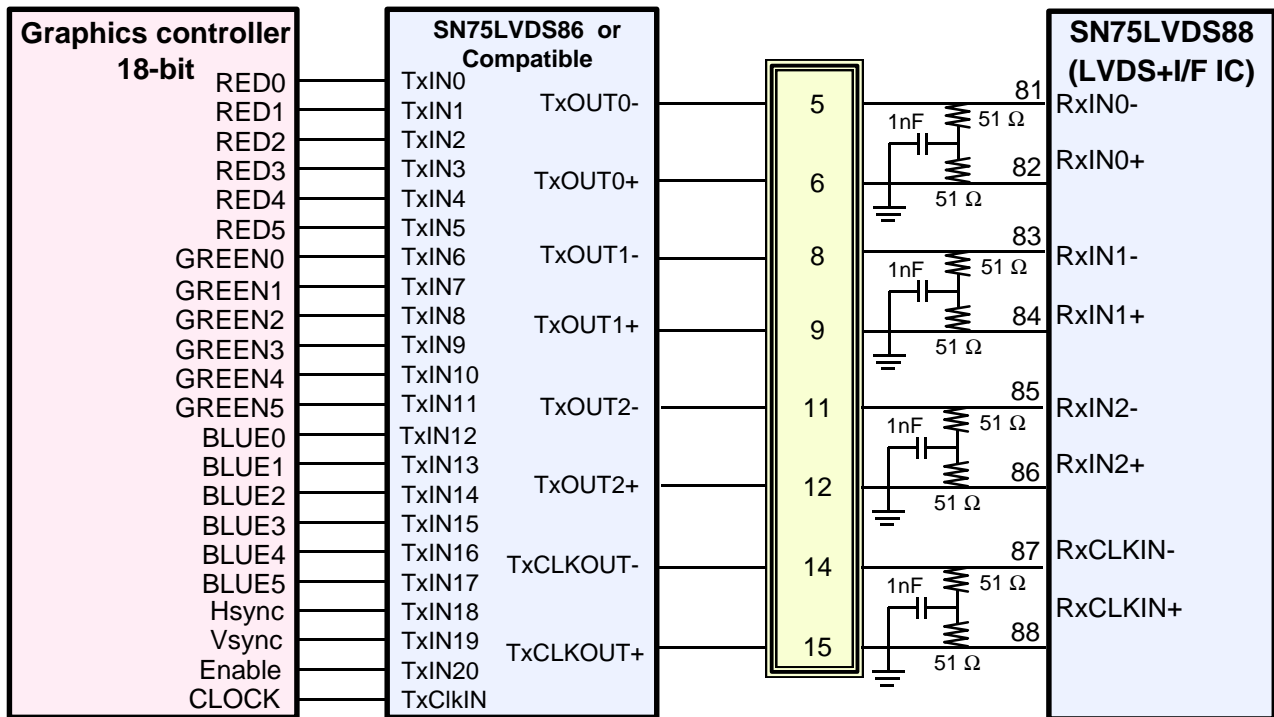 Graphics controller
18-bit
RED0
RED1
RED2
RED3
RED4
RED5
GREEN0
GREEN1
GREEN2
GREEN3
GREEN4
GREEN5
BLUE0
BLUE1
BLUE2
BLUE3
BLUE4
BLUE5
Hsync
Vsync
Enable
CLOCK
SN75LVDS86 or
Compatible
TxIN0
TxIN1
TxIN2
TxIN3
TxIN4
TxIN5
TxIN6
TxIN7
TxIN8
TxIN9
TxIN10
TxIN11
TxIN12
TxIN13
TxIN14
TxIN15
TxIN16
TxIN17
TxIN18
TxIN19
TxIN20
TxClkIN
TxOUT0-
TxOUT0+
TxOUT1-
TxOUT1+
TxOUT2-
TxOUT2+
TxCLKOUT-
TxCLKOUT+
5
6
8
9
11
12
14
15
81
1nF
51 Ω
82
51 Ω
83
1nF
51 Ω
84
51 Ω
85
1nF
51 Ω
86
51 Ω
87
1nF
51 Ω
88
51 Ω
SN75LVDS88
(LVDS+I/F IC)
RxIN0-
RxIN0+
RxIN1-
RxIN1+
RxIN2-
RxIN2+
RxCLKIN-
RxCLKIN+